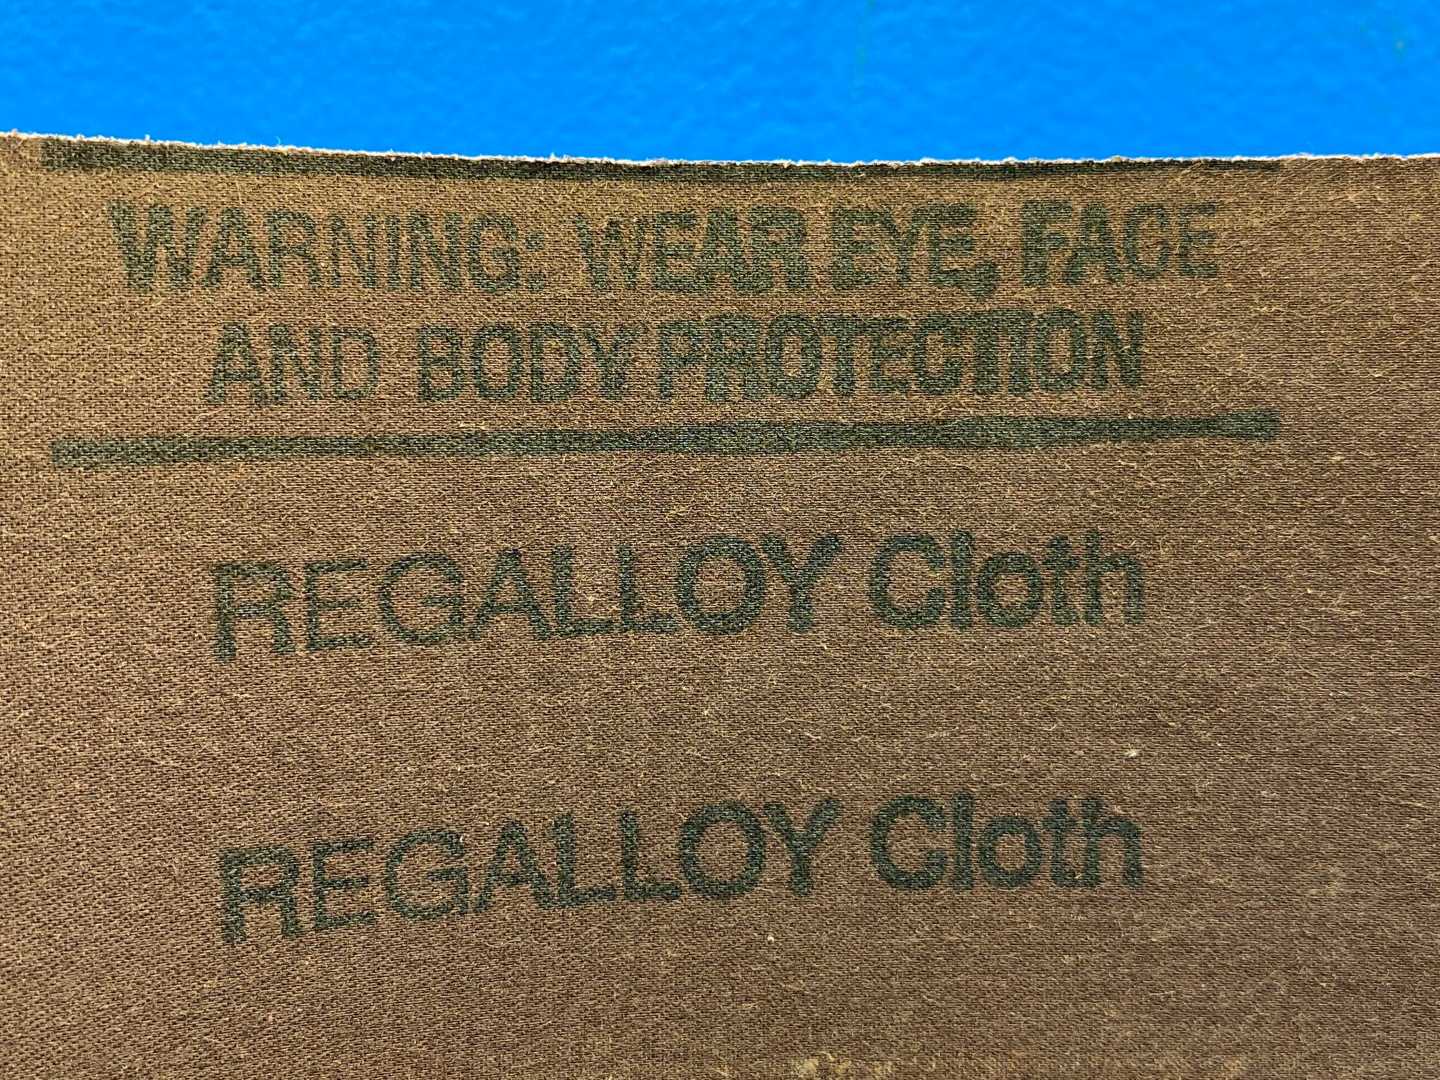 WARNING: WEAR EYE, FACE
AND BODY PROTECTION
REGALLOY Cloth
REGALLOY Cloth